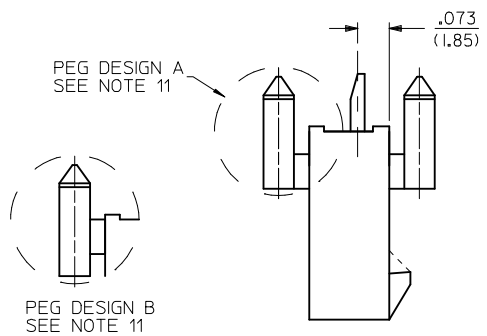 .073
(1.85)
PEG DESIGN A
SEE NOTE 11
PEG DESIGN B
SEE NOTE 11